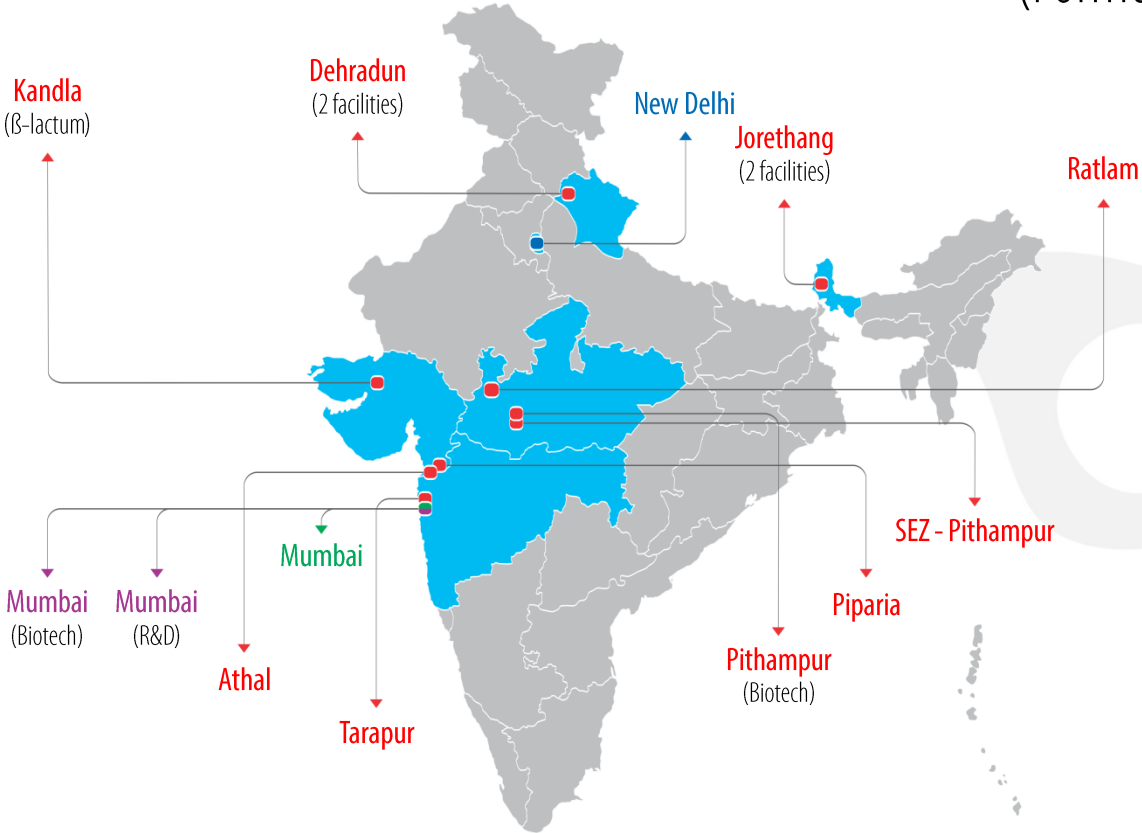 Kandla
(ß-lactum)
Dehradun
(2 facilities)
New Delhi
Jorethang
(2 facilities)
Ratlam
SEZ - Pithampur
Mumbai
Mumbai
(Biotech)
Mumbai
(R&D)
Piparia
Athal
Pithampur
(Biotech)
Tarapur